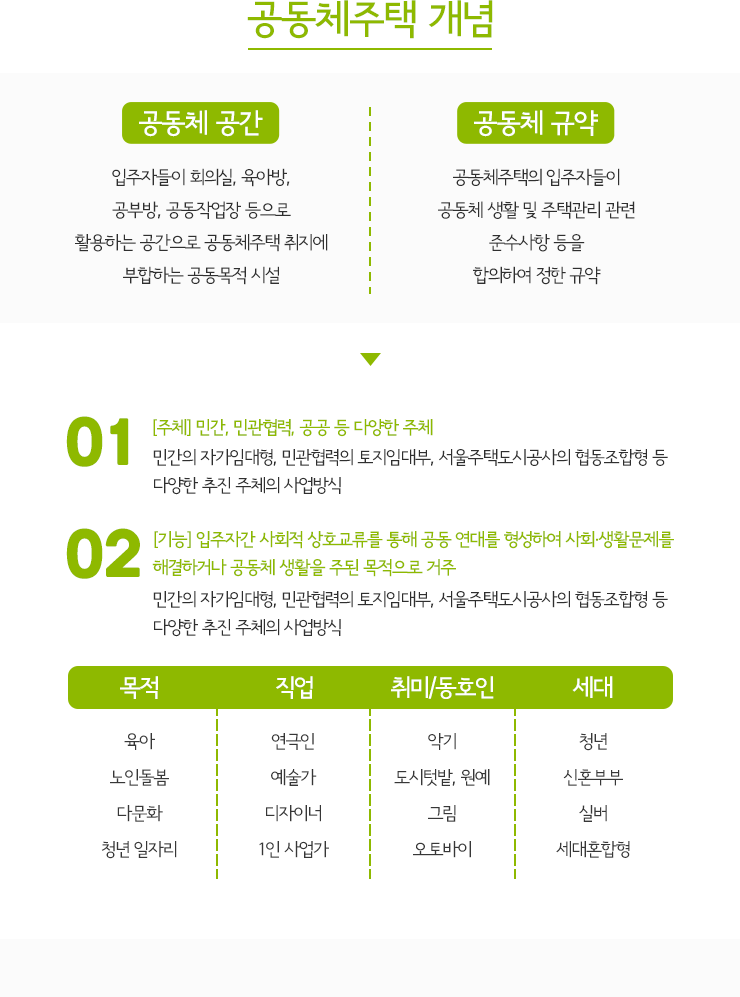 공동체주택 개념
공동체 공간
입주자들이 회의실, 육아방,
공부방, 공동작업장 등으로
활용하는 공간으로 공동체주택 취지에
부합하는 공동목적 시설
공동체 규약
공동체주택의 입주자들이
공동체 생활 및 주택관리 관련
준수사항 등을
합의하여 정한 규약
01
[주체] 민간, 민관협력, 공공 등 다양한 주체
민간의 자가임대형, 민관협력의 토지임대부, 서울주택도시공사의 협동조합형 등
다양한 추진 주체의 사업방식
02
[기능] 입주자간 사회적 상호교류를 통해 공동 연대를 형성하여 사회·생활문제를
해결하거나 공동체 생활을 주된 목적으로 거주
민간의 자가임대형, 민관협력의 토지임대부, 서울주택도시공사의 협동조합형 등
다양한 추진 주체의 사업방식
목적 직업 취미/동호인 세대
육아 연극인 악기 청년
노인돌봄 예술가 도시텃밭, 원예 신혼부부
다문화 디자이너 그림 실버
청년 일자리 1인 사업가 오토바이 세대혼합형